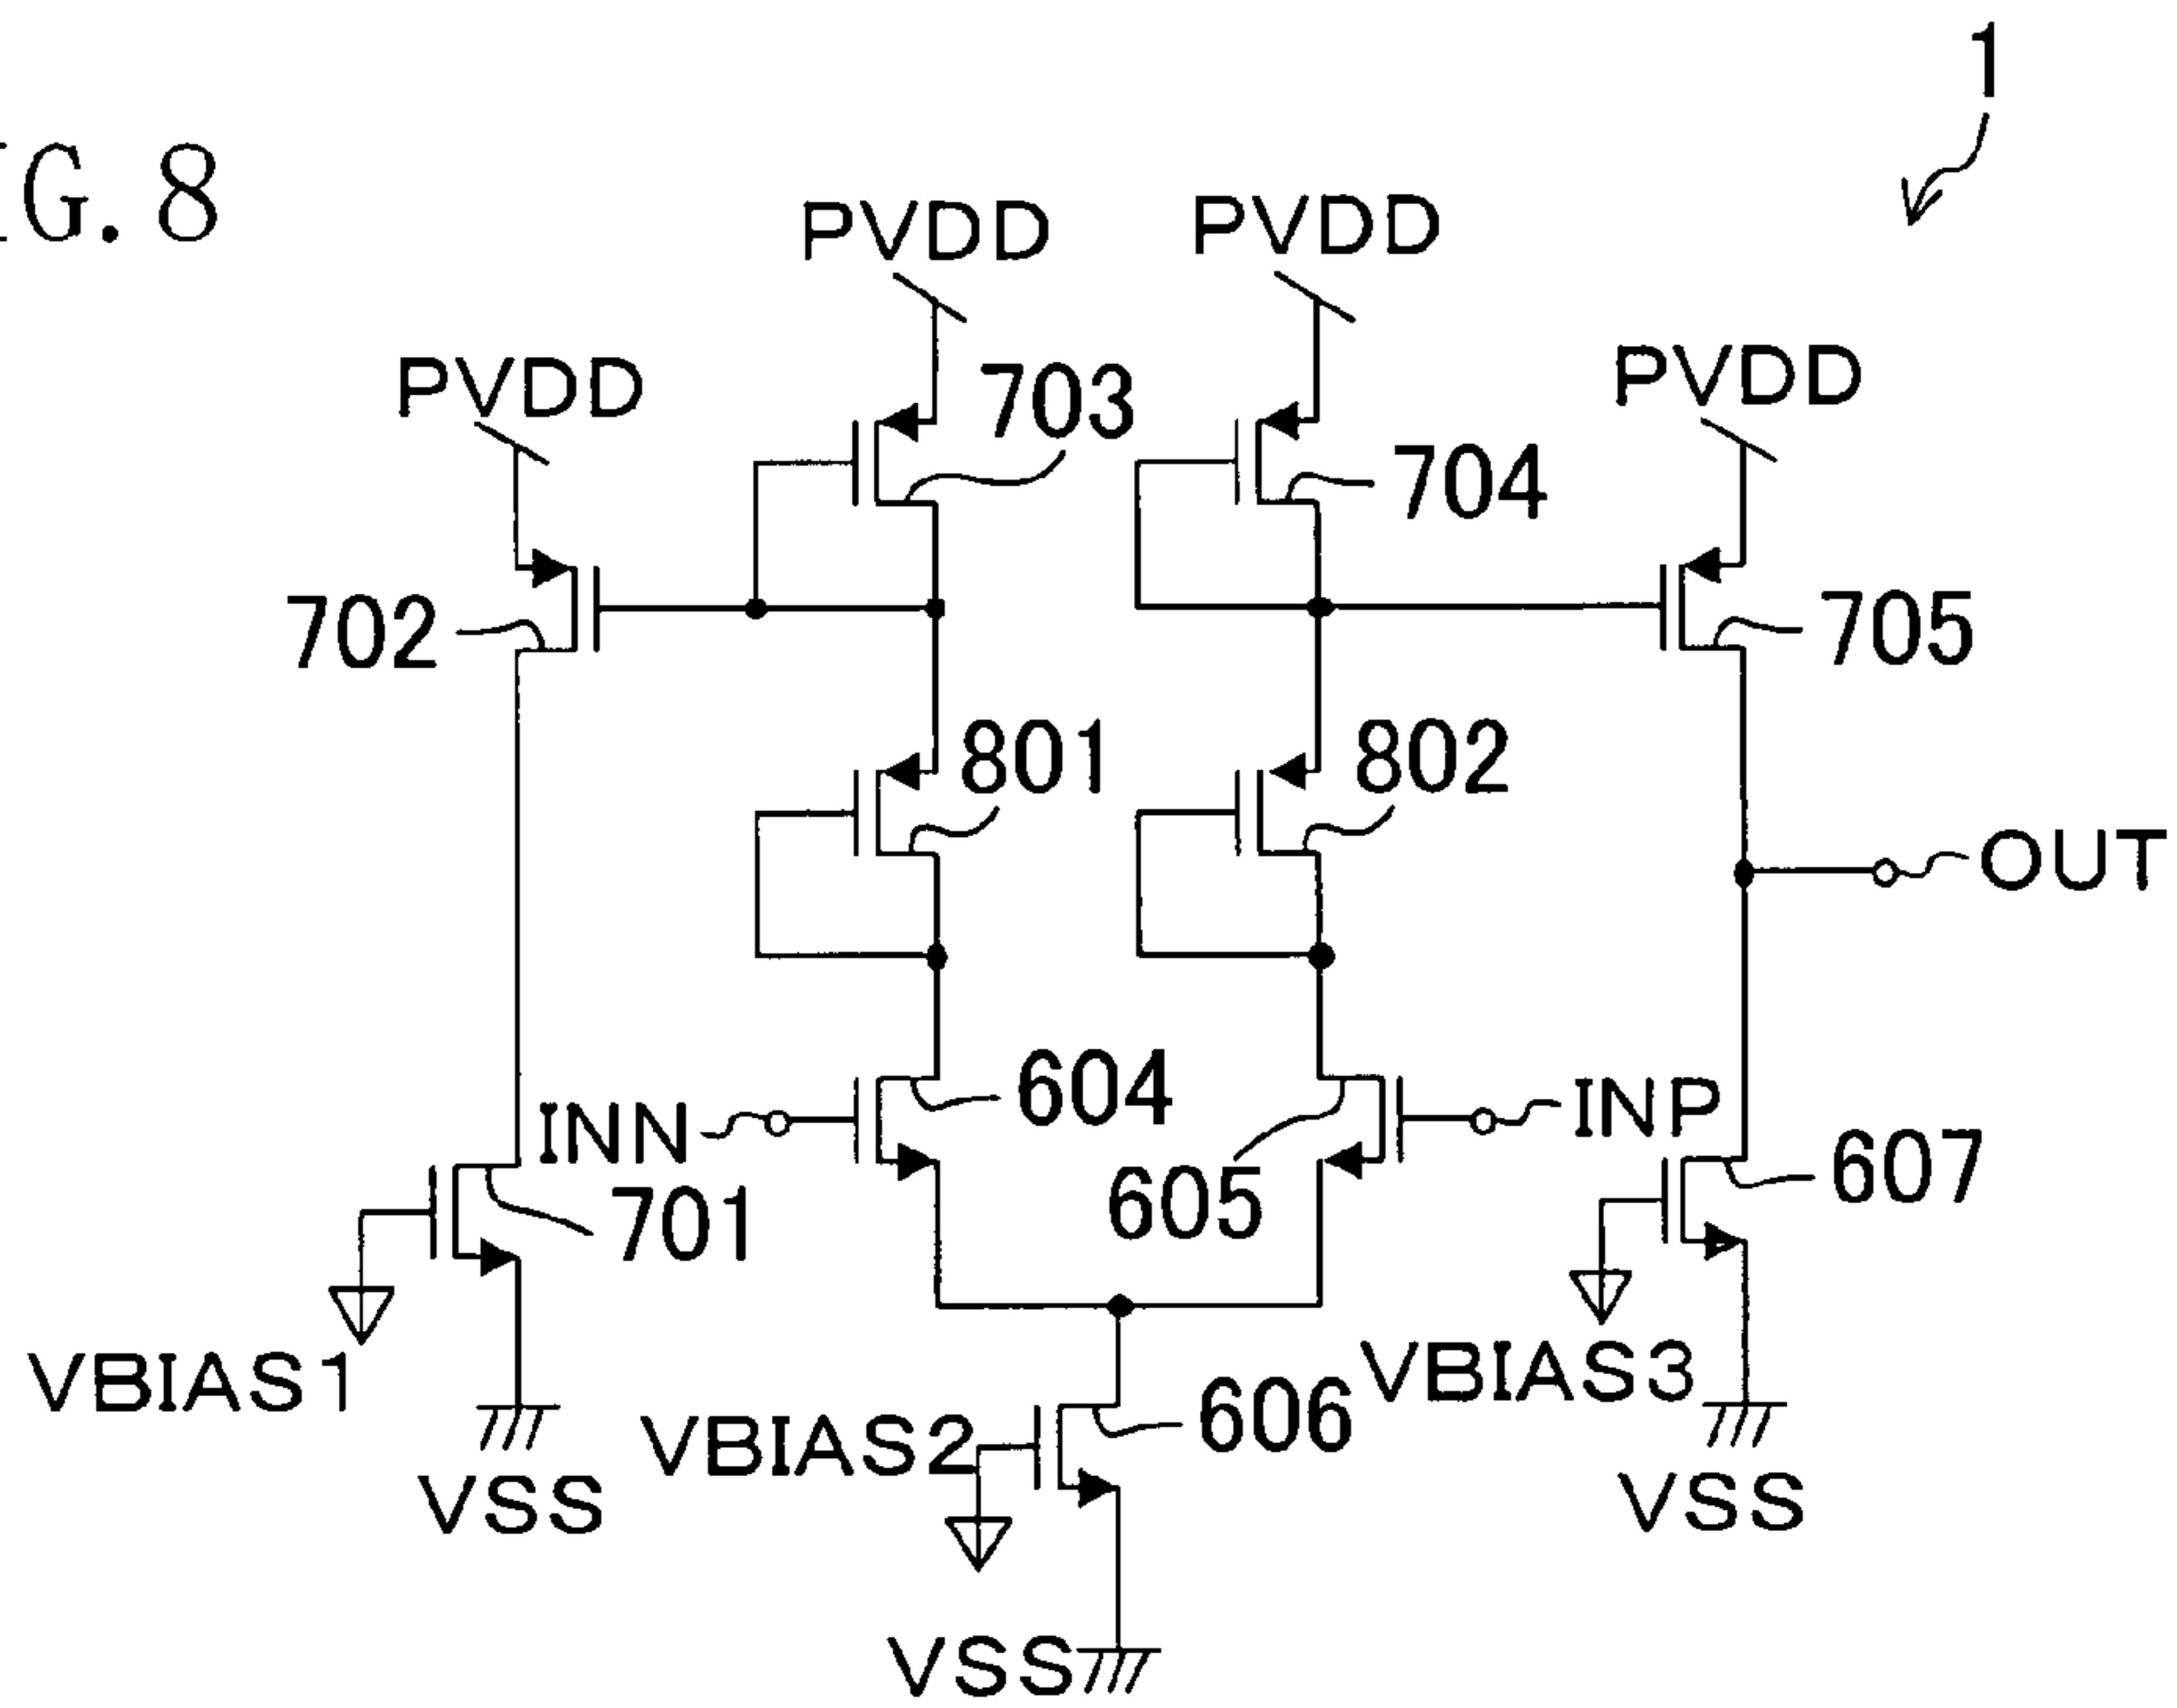 1
IG. 8
PVDD
PVDD
PVDD
PVDD
703
704
702
705
801
802
OUT
604
INN
INP
605
607
701
VBIAS1
VBIAS3
606
VBIAS2
VSS
VSS
VSS